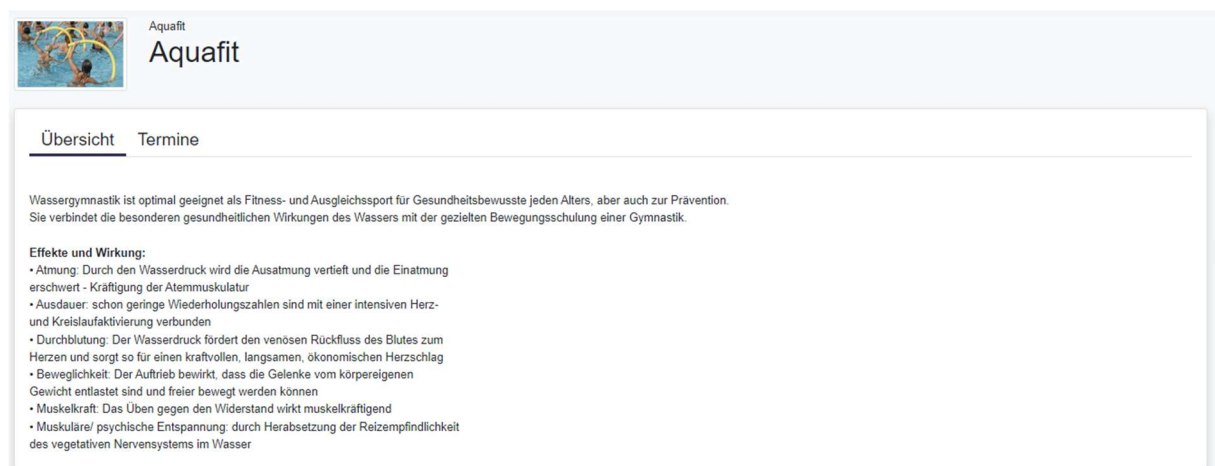 Aquafit
Aquafit
Übersicht Termine
Wassergymnastik ist optimal geeignet als Fitness- und Ausgleichssport für Gesundheitsbewusste jeden Alters, aber auch zur Prävention.
Sie verbindet die besonderen gesundheitlichen Wirkungen des Wassers mit der gezielten Bewegungsschulung einer Gymnastik.
Effekte und Wirkung:
• Atmung: Durch den Wasserdruck wird die Ausatmung vertieft und die Einatmung
erschwert - Kräftigung der Atemmuskulatur
• Ausdauer: schon geringe Wiederholungszahlen sind mit einer intensiven Herz-
und Kreislaufaktivierung verbunden
• Durchblutung: Der Wasserdruck fördert den venösen Rückfluss des Blutes zum
Herzen und sorgt so für einen kraftvollen, langsamen, ökonomischen Herzschlag
• Beweglichkeit: Der Auftrieb bewirkt, dass die Gelenke vom körpereigenen
Gewicht entlastet sind und freier bewegt werden können
• Muskelkraft: Das Üben gegen den Widerstand wirkt muskelkräftigend
• Muskuläre/ psychische Entspannung: durch Herabsetzung der Reizempfindlichkeit
des vegetativen Nervensystems im Wasser